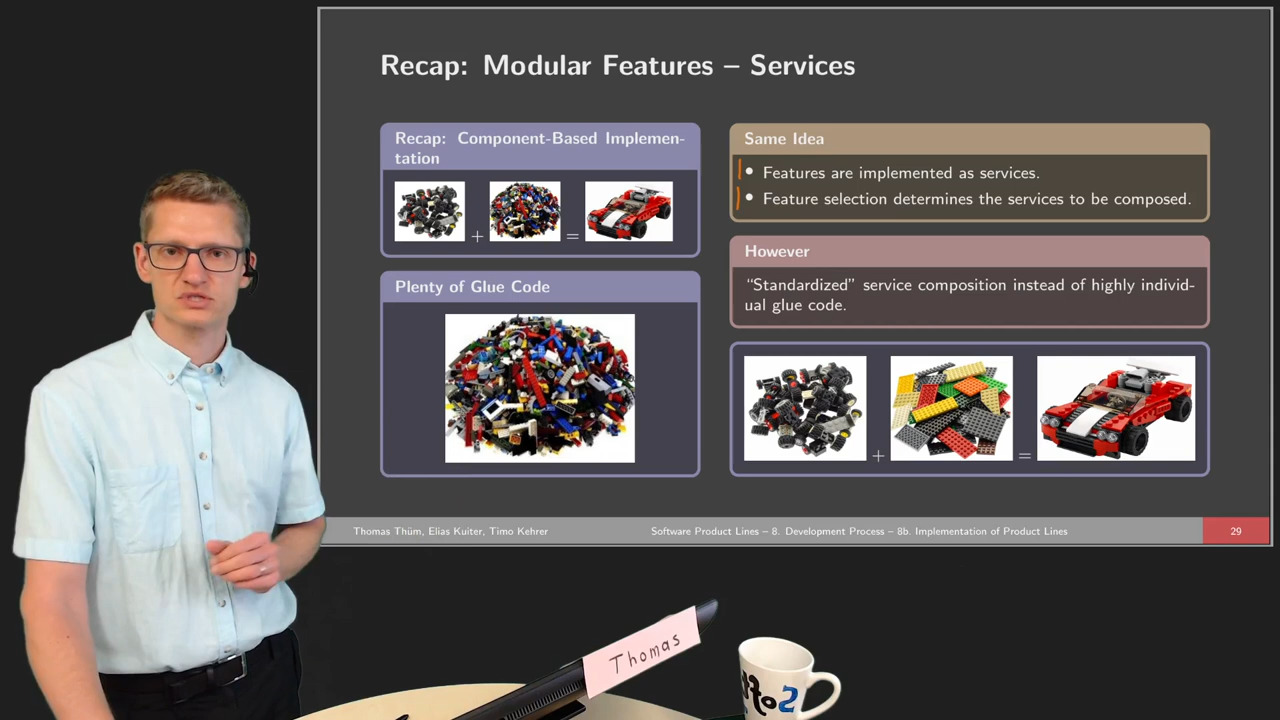 Recap: Modular Features – Services
Recap: Component-Based Implemen-
tation
+
=
Plenty of Glue Code
Same Idea
• Features are implemented as services.
• Feature selection determines the services to be composed.
However
“Standardized” service composition instead of highly individ-
ual glue code.
+
=
Thomas Thüm, Elias Kuiter, Timo Kehrer
Software Product Lines – 8. Development Process – 8b. Implementation of Product Lines
29
Thomas